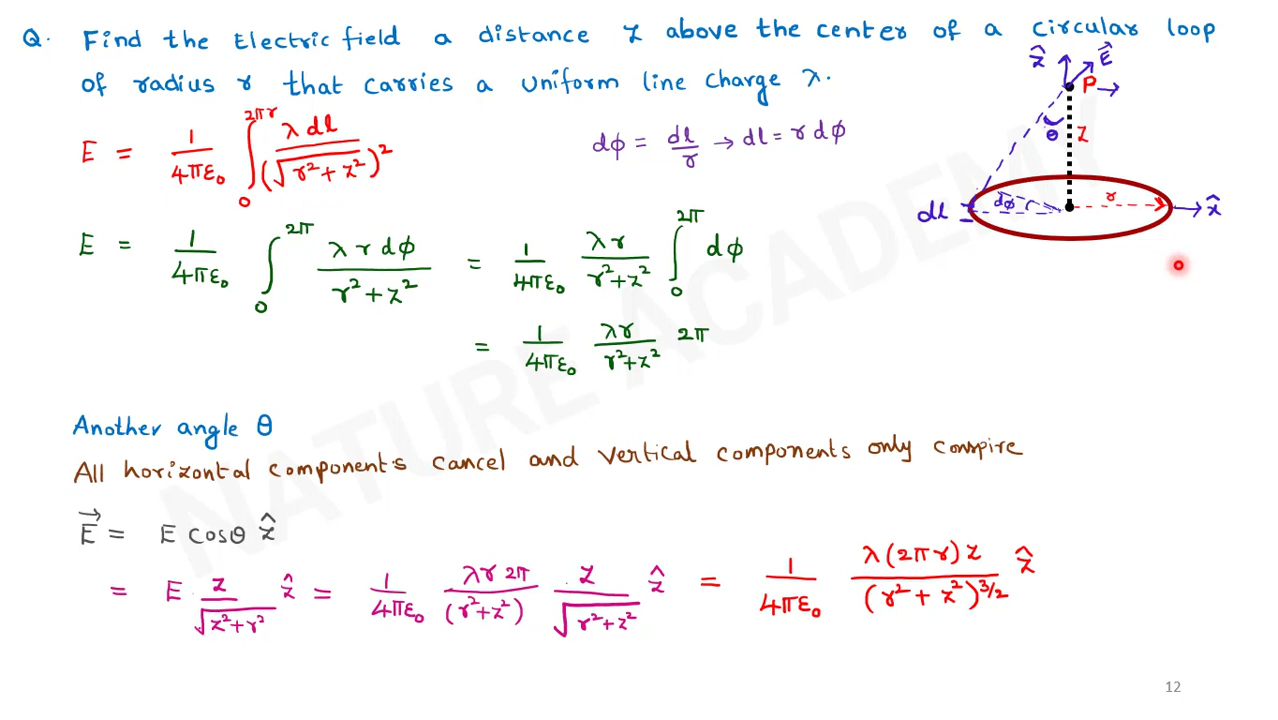 Q. Find the Electric field a distance z above the center of a circular loop
of radius r that carries a uniform line charge λ.
E = 1/4πε₀ ∫₀^2πr λ dl/(√r²+z²)²
dφ = dl/r → dl = r dφ
E = 1/4πε₀ ∫₀^2π λ r dφ/r²+z² = 1/4πε₀ λr/r²+z² ∫₀^2π dφ
= 1/4πε₀ λr/r²+z² 2π
ẑ E⃗
P
θ z
dl dφ r r x̂
Another angle θ
All horizontal components cancel and vertical components only conspire
E⃗ = E cosθ ẑ
= E z/√z²+r² ẑ = 1/4πε₀ λr 2π/(r²+z²) z/√r²+z² ẑ = 1/4πε₀ λ(2πr)z/(r²+z²)^3/2 ẑ
NATURE ACADEMY
12